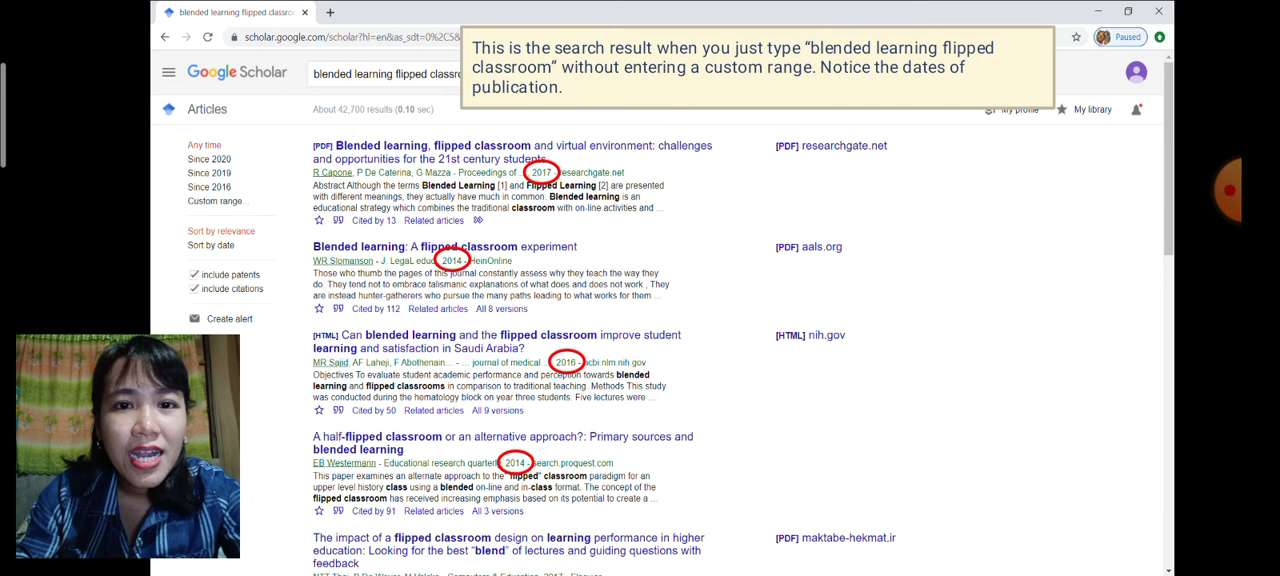 blended learning flipped classro
scholar.google.com/scholar?hl=en&as_sdt=0%2C5&
Paused
This is the search result when you just type “blended learning flipped
classroom” without entering a custom range. Notice the dates of
publication.
Google Scholar
blended learning flipped classr
Articles
About 42,700 results (0.10 sec)
My profile
My library
Any time
Since 2020
Since 2019
Since 2016
Custom range...
Sort by relevance
Sort by date
include patents
include citations
Create alert
[PDF] Blended learning, flipped classroom and virtual environment: challenges
and opportunities for the 21st century students
R Capone, P De Caterina, G Mazza - Proceedings of ... 2017 - researchgate.net
Abstract Although the terms Blended Learning [1] and Flipped Learning [2] are presented
with different meanings, they actually have much in common. Blended learning is an
educational strategy which combines the traditional classroom with on-line activities and ...
Cited by 13 Related articles
[PDF] researchgate.net
Blended learning: A flipped classroom experiment
WR Slomanson - J. LegaL educ. 2014 - HeinOnline
Those who thumb the pages of this journal constantly assess why they teach the way they
do. They tend not to embrace talismanic explanations of what does and does not work., They
are instead hunter-gatherers who pursue the many paths leading to what works for them ...
Cited by 112 Related articles All 8 versions
[PDF] aals.org
[HTML] Can blended learning and the flipped classroom improve student
learning and satisfaction in Saudi Arabia?
MR Sajid, AF Laheji, F Abothenain... - ... journal of medical ... 2016 - ncbi.nlm.nih.gov
Objectives To evaluate student academic performance and perception towards blended
learning and flipped classrooms in comparison to traditional teaching. Methods This study
was conducted during the hematology block on year three students. Five lectures were ...
Cited by 50 Related articles All 9 versions
[HTML] nih.gov
A half-flipped classroom or an alternative approach?: Primary sources and
blended learning
EB Westermann - Educational research quarterly 2014 - search.proquest.com
This paper examines an alternate approach to the "flipped" classroom paradigm for an
upper level history class using a blended on-line and in-class format. The concept of the
flipped classroom has received increasing emphasis based on its potential to create a ...
Cited by 91 Related articles All 3 versions
The impact of a flipped classroom design on learning performance in higher
education: Looking for the best "blend" of lectures and guiding questions with
feedback
[PDF] maktabe-hekmat.ir